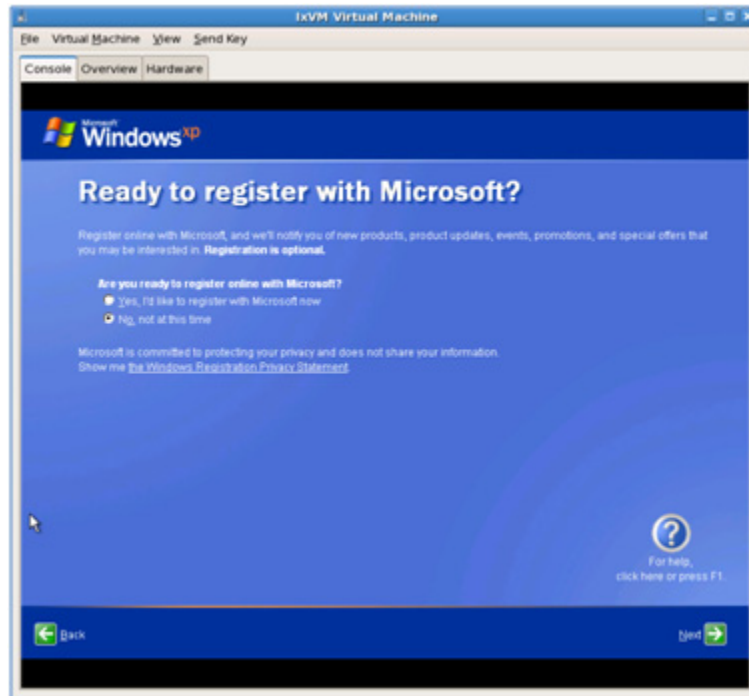 IxVM Virtual Machine
File Virtual Machine View Send Key
Console Overview Hardware
Microsoft
Windows xp
Ready to register with Microsoft?
Register online with Microsoft, and we'll notify you of new products, product updates, events, promotions, and special offers that
you may be interested in. Registration is optional.
Are you ready to register online with Microsoft?
Yes, I'd like to register with Microsoft now
No, not at this time
Microsoft is committed to protecting your privacy and does not share your information.
Show me the Windows Registration Privacy Statement.
For help,
click here or press F1.
Back Next